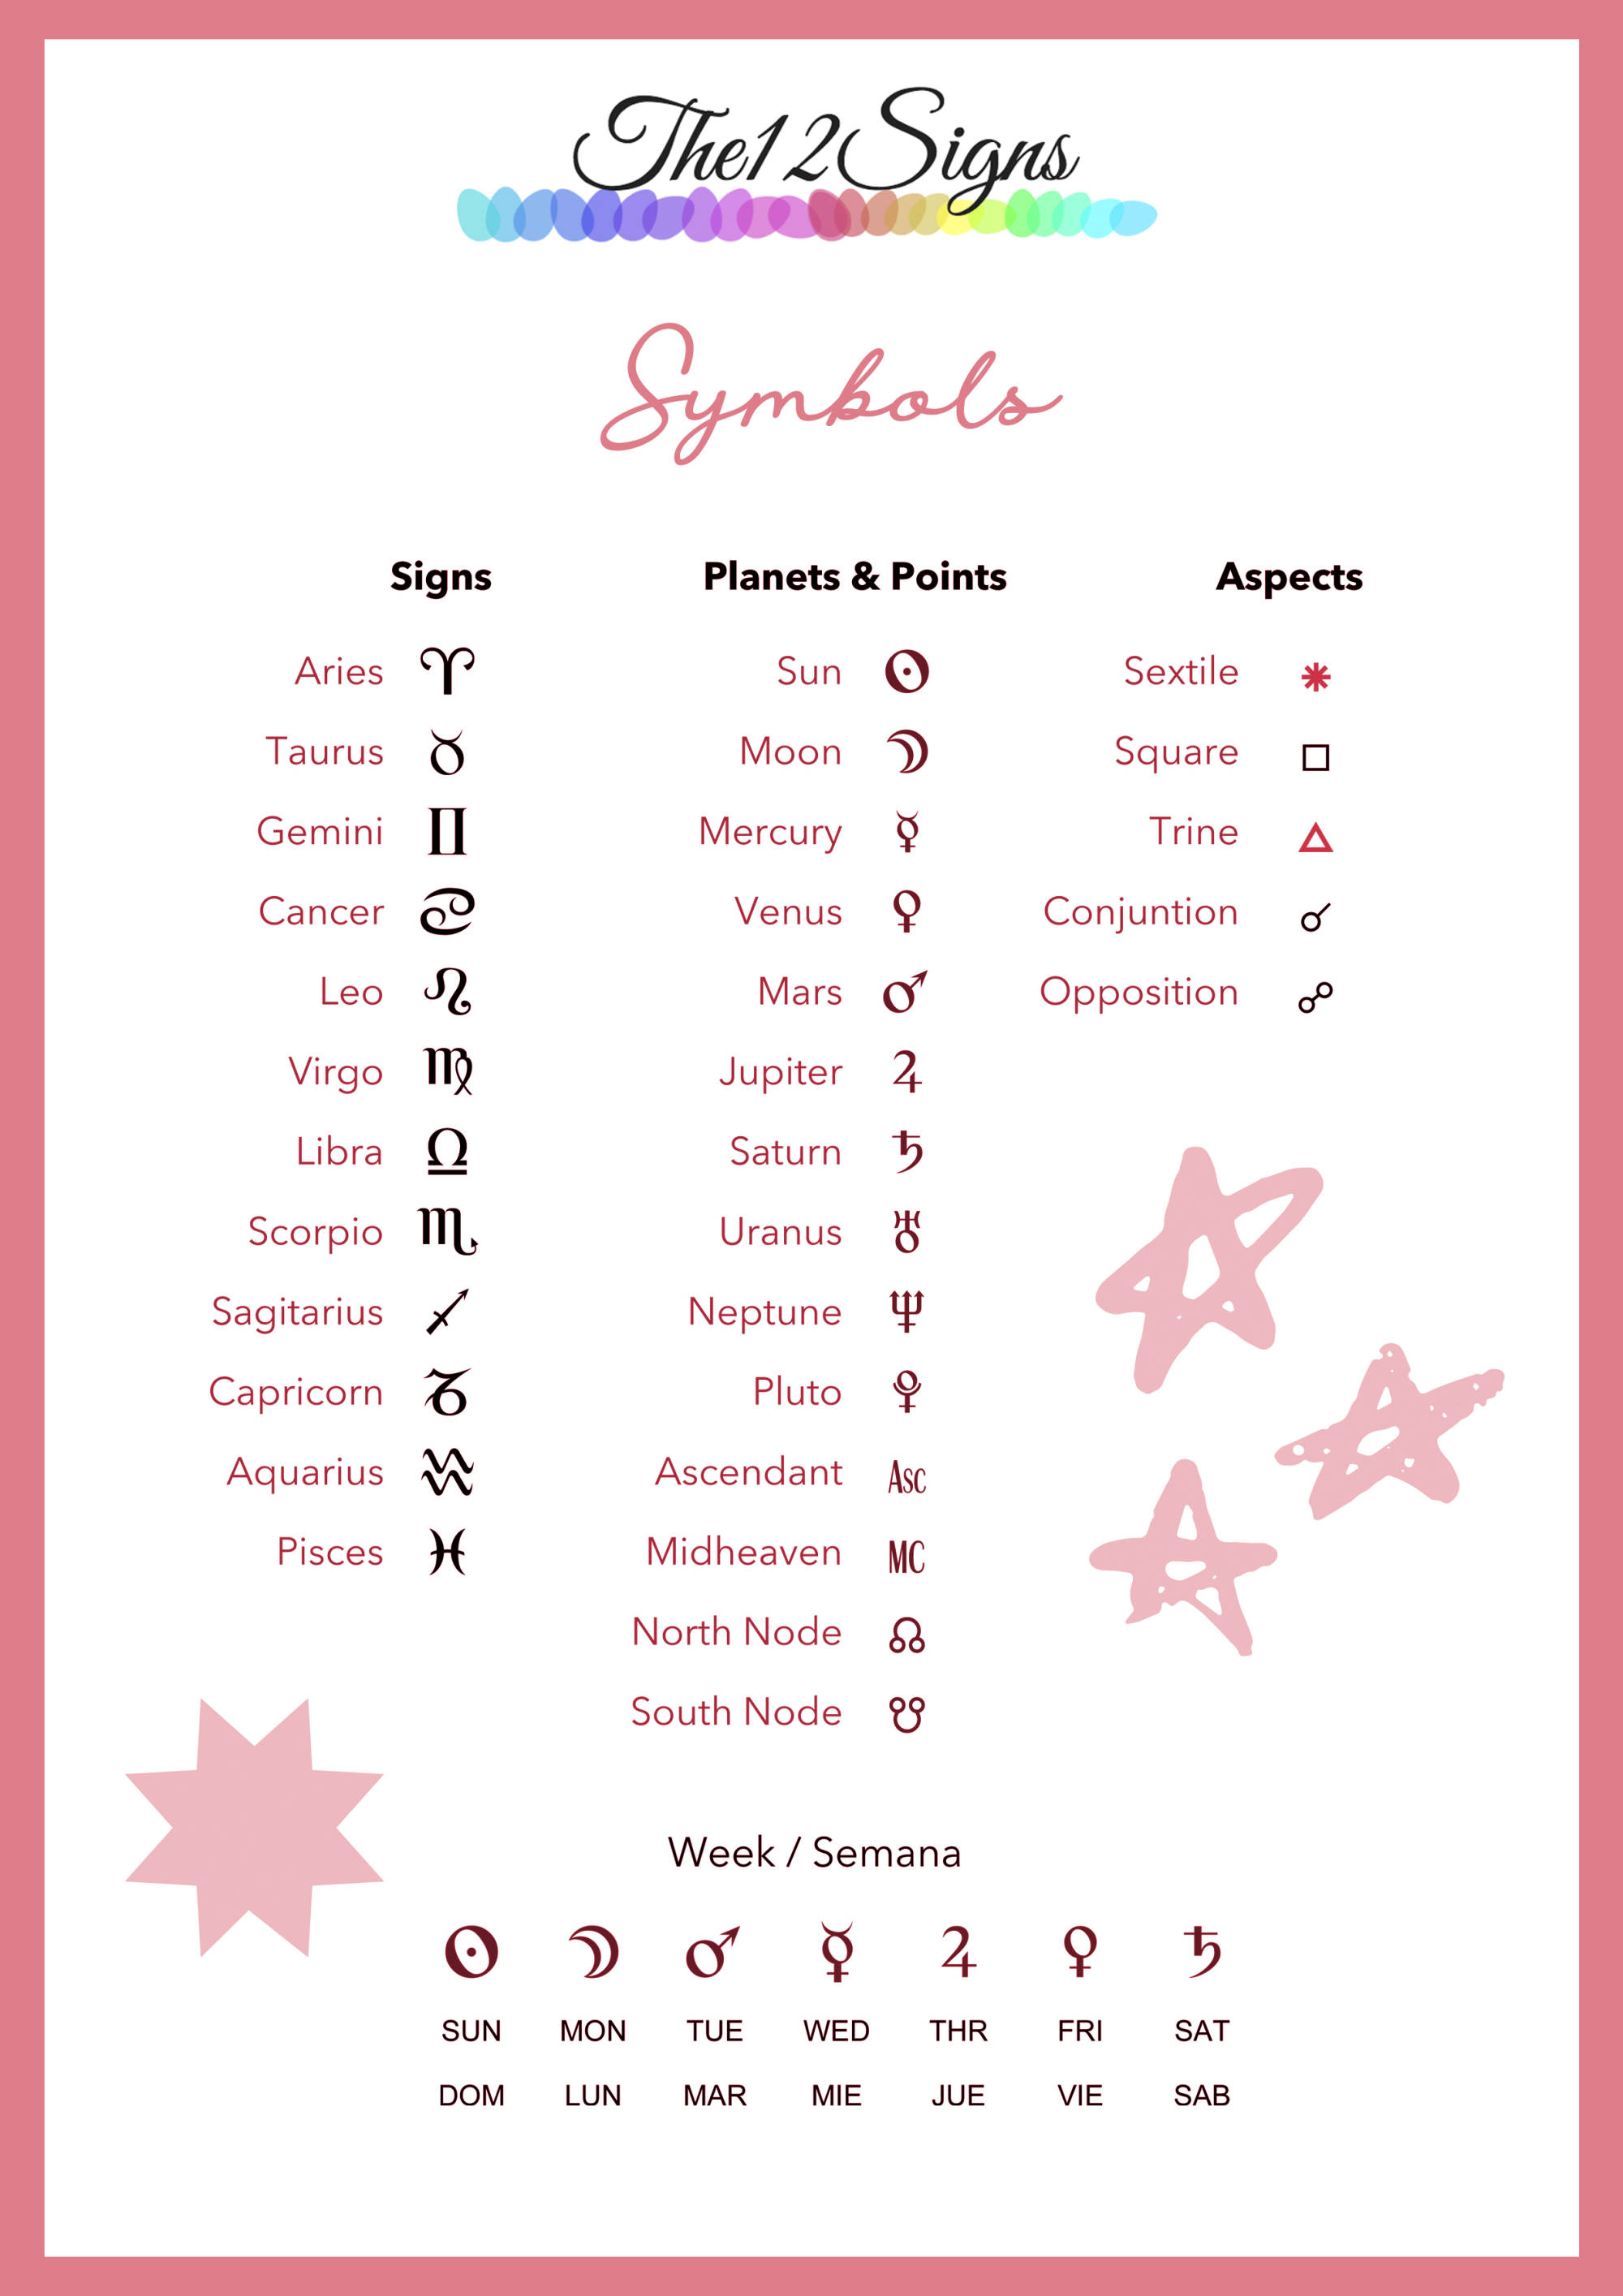 The12Signs
Symbols
Signs
Aries ♈
Taurus ♉
Gemini ♊
Cancer ♋
Leo ♌
Virgo ♍
Libra ♎
Scorpio ♏
Sagitarius ♐
Capricorn ♑
Aquarius ♒
Pisces ♓
Planets & Points
Sun ☉
Moon ☽
Mercury ☿
Venus ♀
Mars ♂
Jupiter ♃
Saturn ♄
Uranus ♅
Neptune ♆
Pluto ⯓
Ascendant Asc
Midheaven MC
North Node ☊
South Node ☋
Aspects
Sextile ⚹
Square □
Trine △
Conjuntion ☌
Opposition ☍
Week / Semana
☉ ☽ ♂ ☿ ♃ ♀ ♄
SUN MON TUE WED THR FRI SAT
DOM LUN MAR MIE JUE VIE SAB